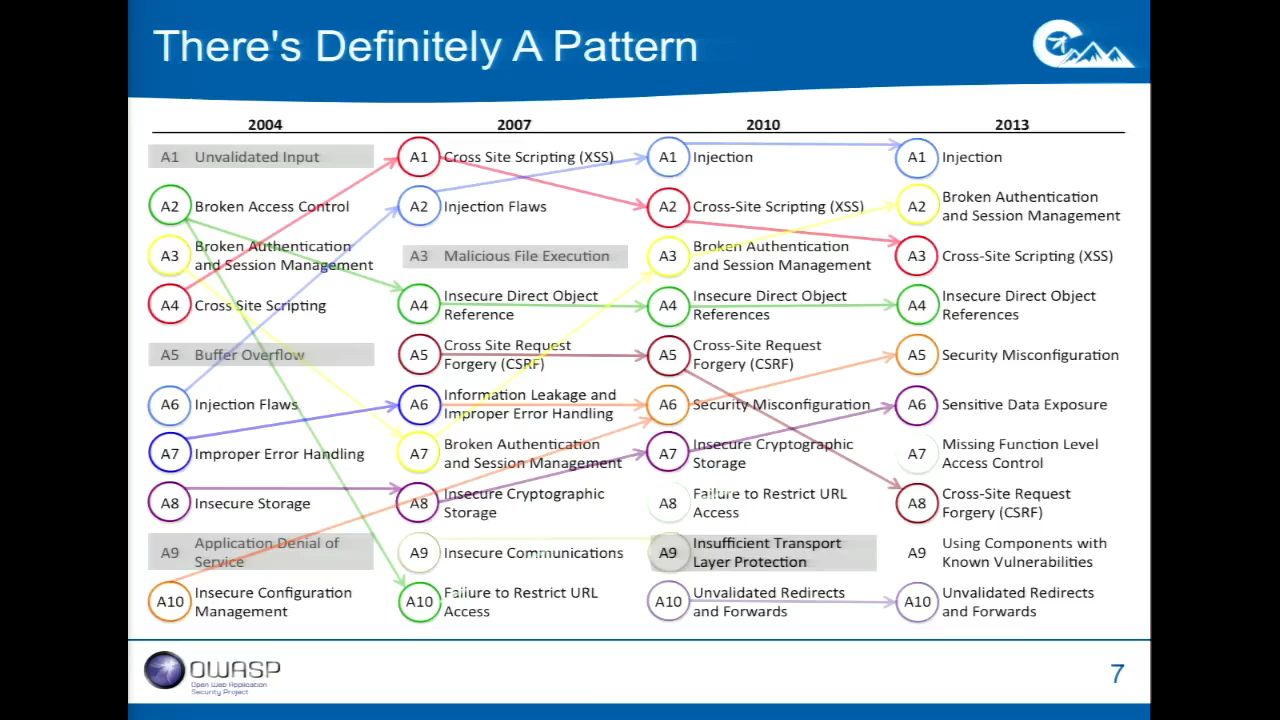 There's Definitely A Pattern
2004
2007
2010
2013
A1 Unvalidated Input
A2 Broken Access Control
A3 Broken Authentication
and Session Management
A4 Cross Site Scripting
A5 Buffer Overflow
A6 Injection Flaws
A7 Improper Error Handling
A8 Insecure Storage
A9 Application Denial of
Service
A10 Insecure Configuration
Management
A1 Cross Site Scripting (XSS)
A2 Injection Flaws
A3 Malicious File Execution
A4 Insecure Direct Object
Reference
A5 Cross Site Request
Forgery (CSRF)
A6 Information Leakage and
Improper Error Handling
A7 Broken Authentication
and Session Management
A8 Insecure Cryptographic
Storage
A9 Insecure Communications
A10 Failure to Restrict URL
Access
A1 Injection
A2 Cross-Site Scripting (XSS)
A3 Broken Authentication
and Session Management
A4 Insecure Direct Object
References
A5 Cross-Site Request
Forgery (CSRF)
A6 Security Misconfiguration
A7 Insecure Cryptographic
Storage
A8 Failure to Restrict URL
Access
A9 Insufficient Transport
Layer Protection
A10 Unvalidated Redirects
and Forwards
A1 Injection
A2 Broken Authentication
and Session Management
A3 Cross-Site Scripting (XSS)
A4 Insecure Direct Object
References
A5 Security Misconfiguration
A6 Sensitive Data Exposure
A7 Missing Function Level
Access Control
A8 Cross-Site Request
Forgery (CSRF)
A9 Using Components with
Known Vulnerabilities
A10 Unvalidated Redirects
and Forwards
OWASP
Open Web Application
Security Project
7